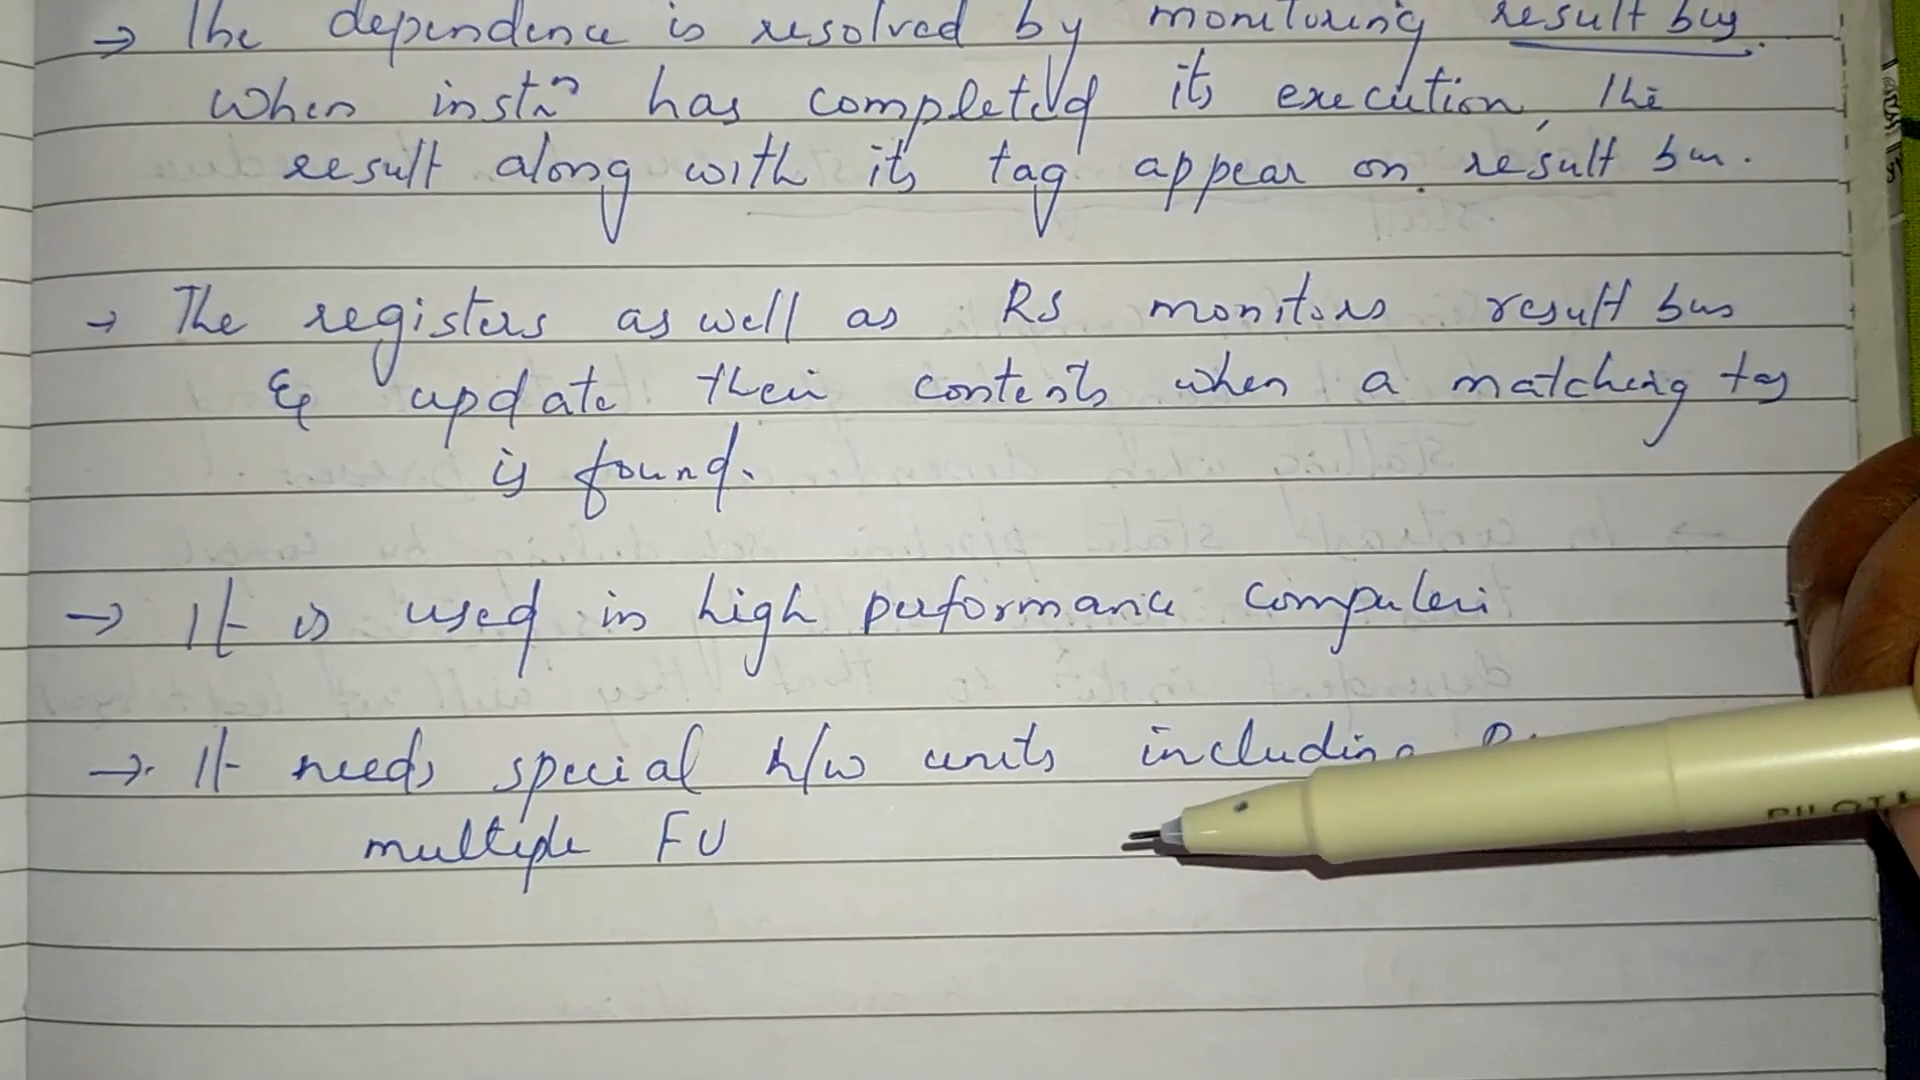 → The dependence is resolved by monitoring result bus.
When instrn has completed its execution, the
result along with its tag appear on result bus.
→ The registers as well as RS monitors result bus
& update their contents when a matching tag
is found.
→ It is used in high performance computers
→ It needs special h/w units including
multiple FU
PILOT